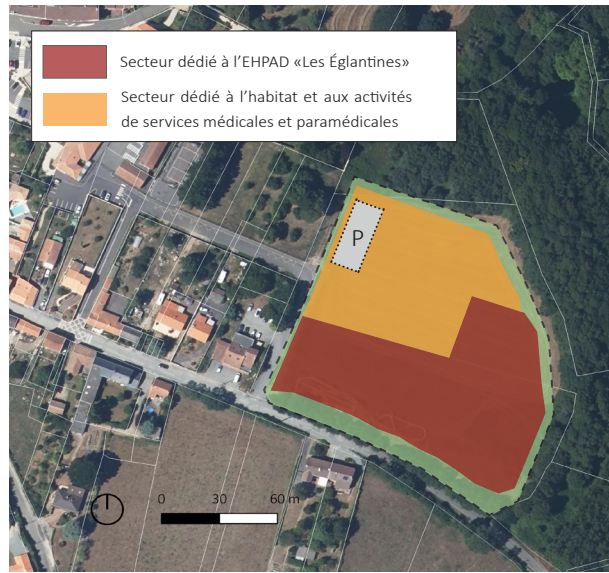 Secteur dédié à l'EHPAD «Les Églantines»
Secteur dédié à l'habitat et aux activités
de services médicales et paramédicales
P
0 30 60 m